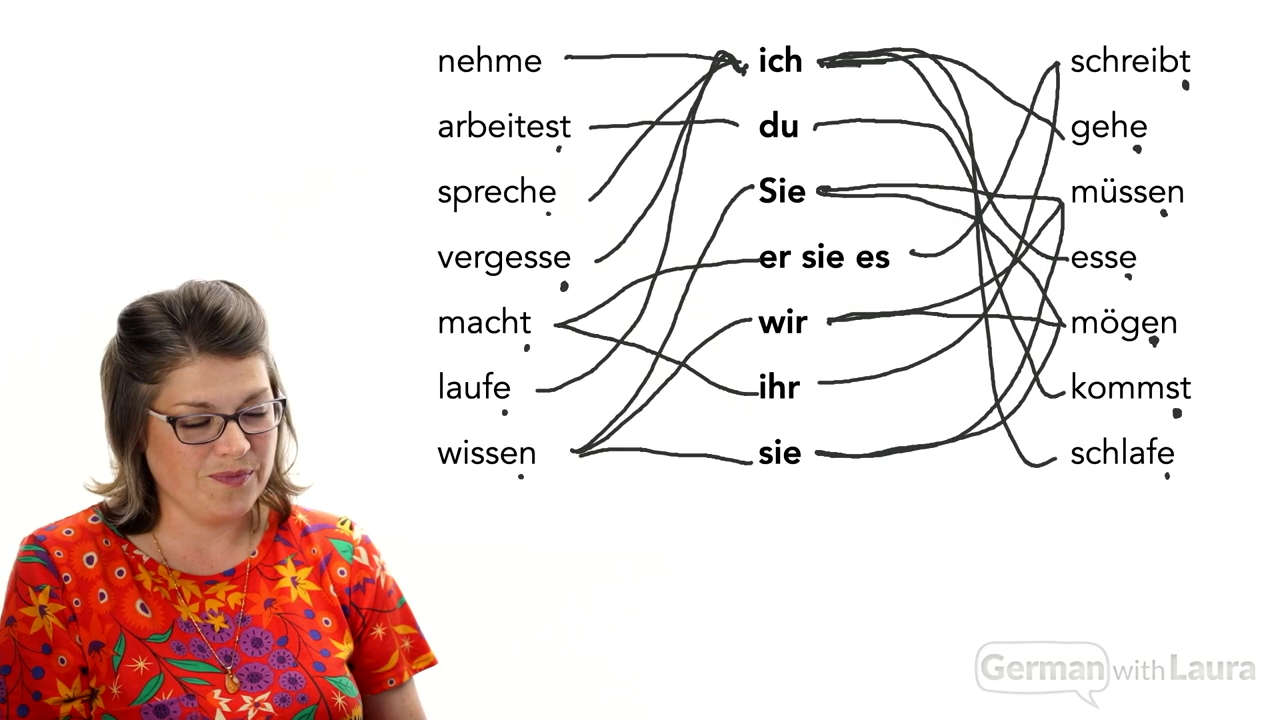 nehme ich schreibt
arbeitest du gehe
spreche Sie müssen
vergesse er sie es esse
macht wir mögen
laufe ihr kommst
wissen sie schlafe
German with Laura